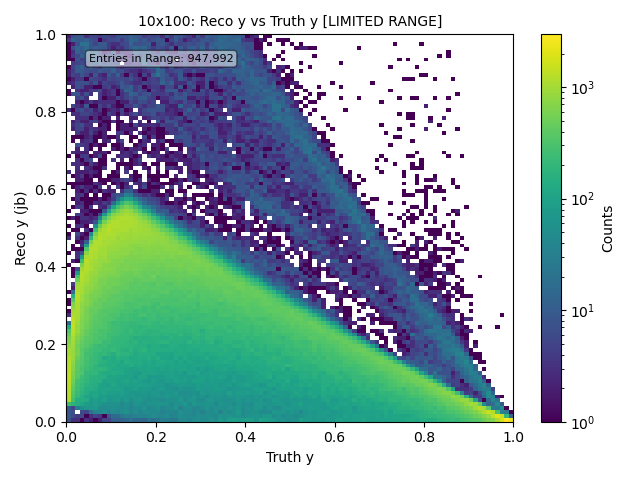 10x100: Reco y vs Truth y [LIMITED RANGE]
Entries in Range: 947,992
Reco y (jb)
1.0
0.8
0.6
0.4
0.2
0.0
0.0 0.2 0.4 0.6 0.8 1.0
Truth y
10³
10²
10¹
10⁰
Counts